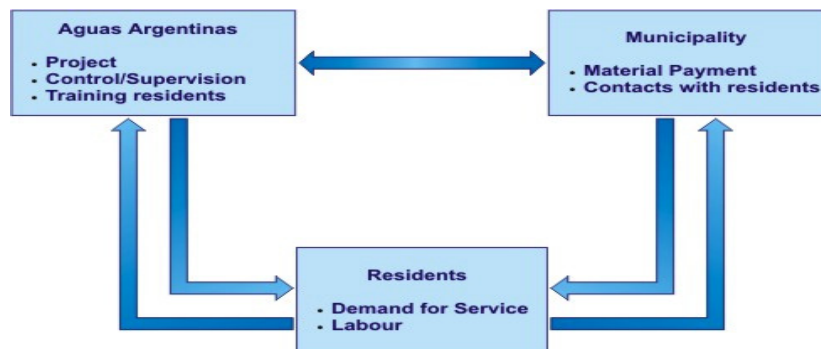 Aguas Argentinas
• Project
• Control/Supervision
• Training residents
Municipality
• Material Payment
• Contacts with residents
Residents
• Demand for Service
• Labour